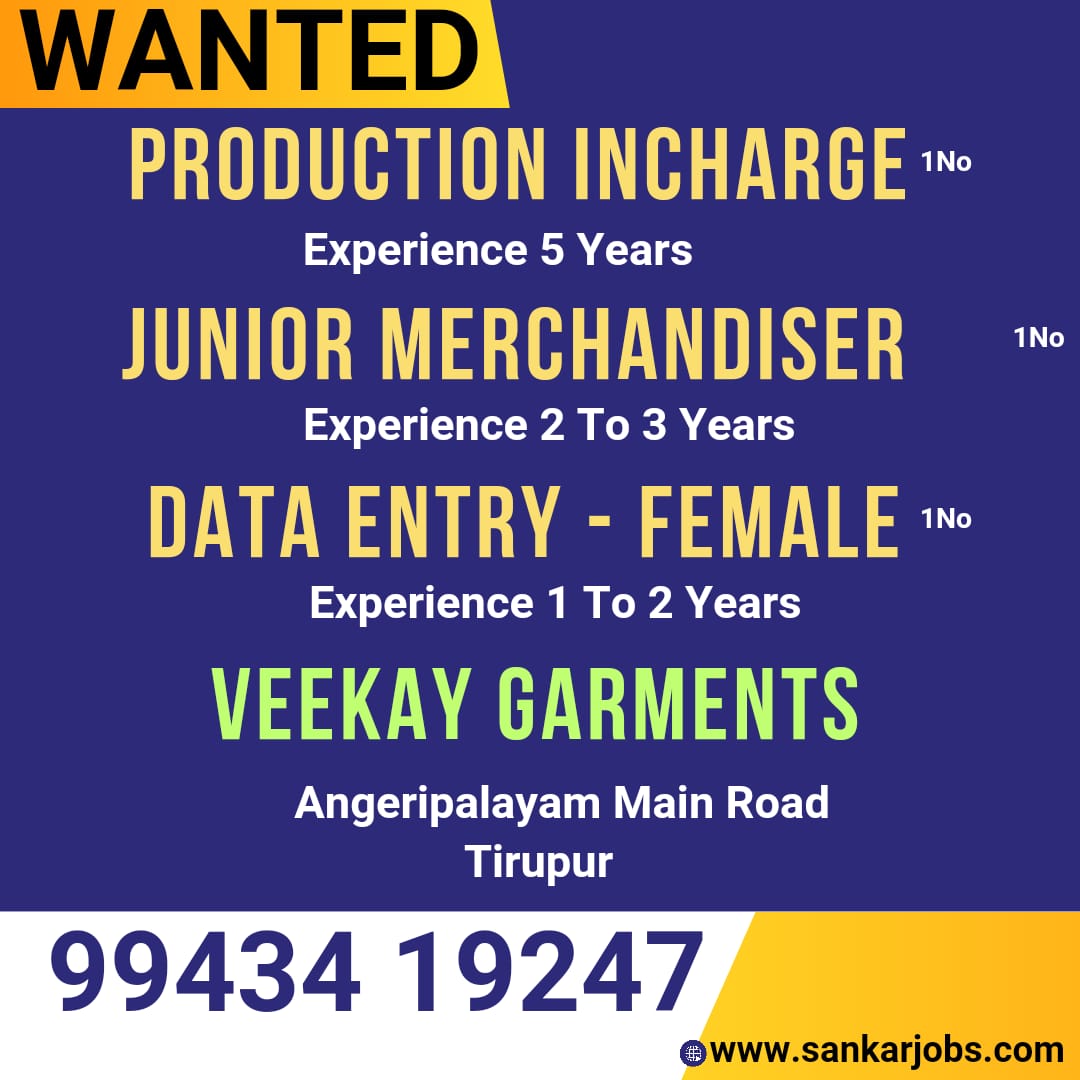 WANTED
PRODUCTION INCHARGE 1No
Experience 5 Years
JUNIOR MERCHANDISER 1No
Experience 2 To 3 Years
DATA ENTRY - FEMALE 1No
Experience 1 To 2 Years
VEEKAY GARMENTS
Angeripalayam Main Road
Tirupur
99434 19247
www.sankarjobs.com